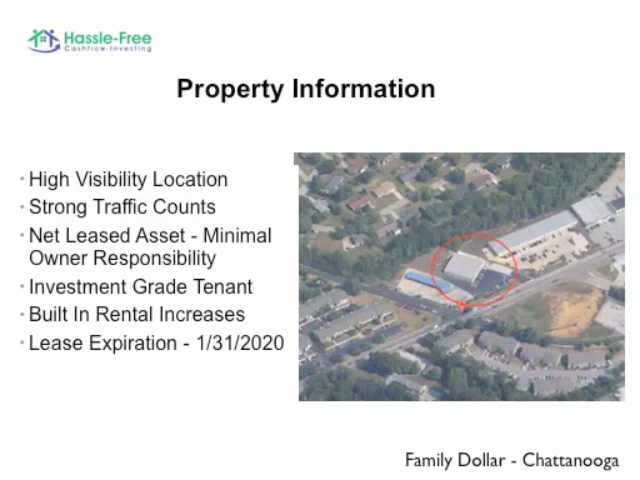 Hassle-Free
Cashflow Investing
Property Information
• High Visibility Location
• Strong Traffic Counts
• Net Leased Asset - Minimal
Owner Responsibility
• Investment Grade Tenant
• Built In Rental Increases
• Lease Expiration - 1/31/2020
Family Dollar - Chattanooga